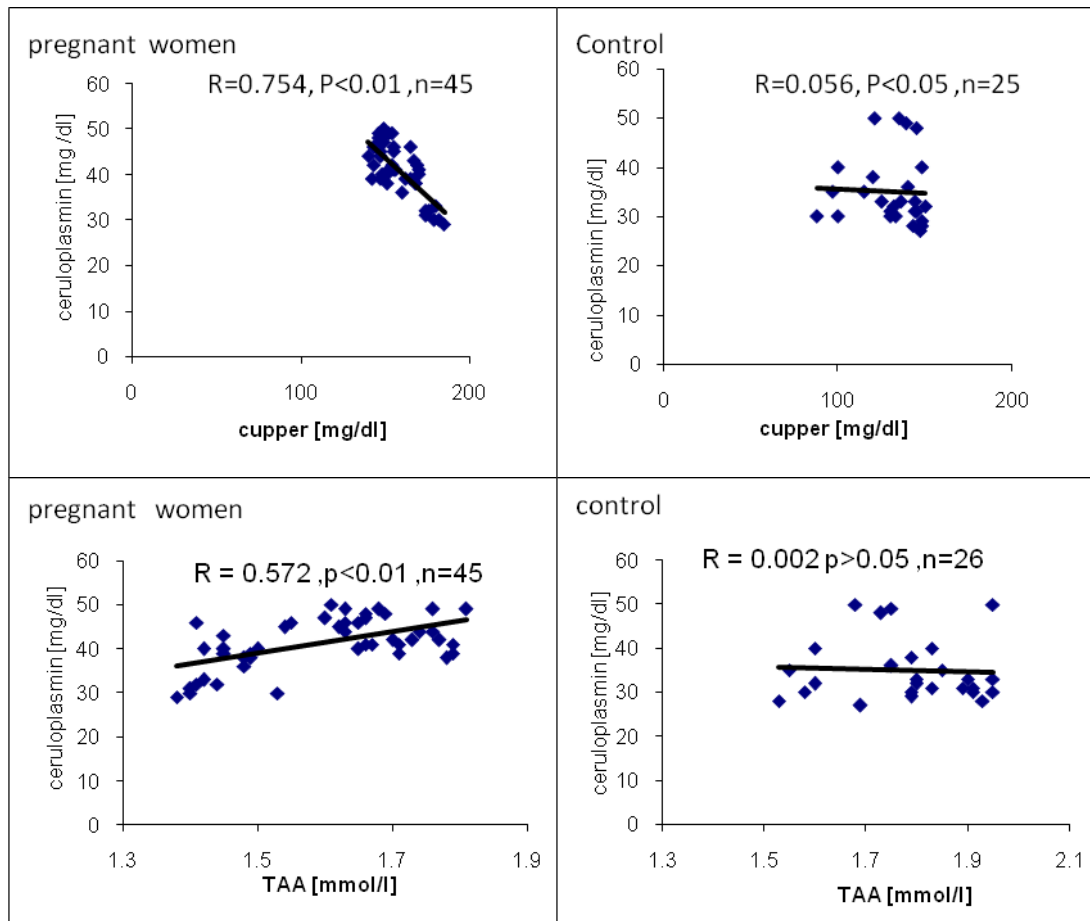 pregnant women
R=0.754, P<0.01 ,n=45
ceruloplasmin [mg /dl]
60
50
40
30
20
10
0
0 100 200
cupper [mg/dl]
Control
R=0.056, P<0.05 ,n=25
ceruloplasmin [mg/dl]
60
50
40
30
20
10
0
0 100 200
cupper [mg/dl]
pregnant women
R = 0.572 ,p<0.01 ,n=45
ceruloplasmin [mg/dl]
60
50
40
30
20
10
0
1.3 1.5 1.7 1.9
TAA [mmol/l]
control
R = 0.002 p>0.05 ,n=26
ceruloplasmin [mg/dl]
60
50
40
30
20
10
0
1.3 1.5 1.7 1.9 2.1
TAA [mmol/l]